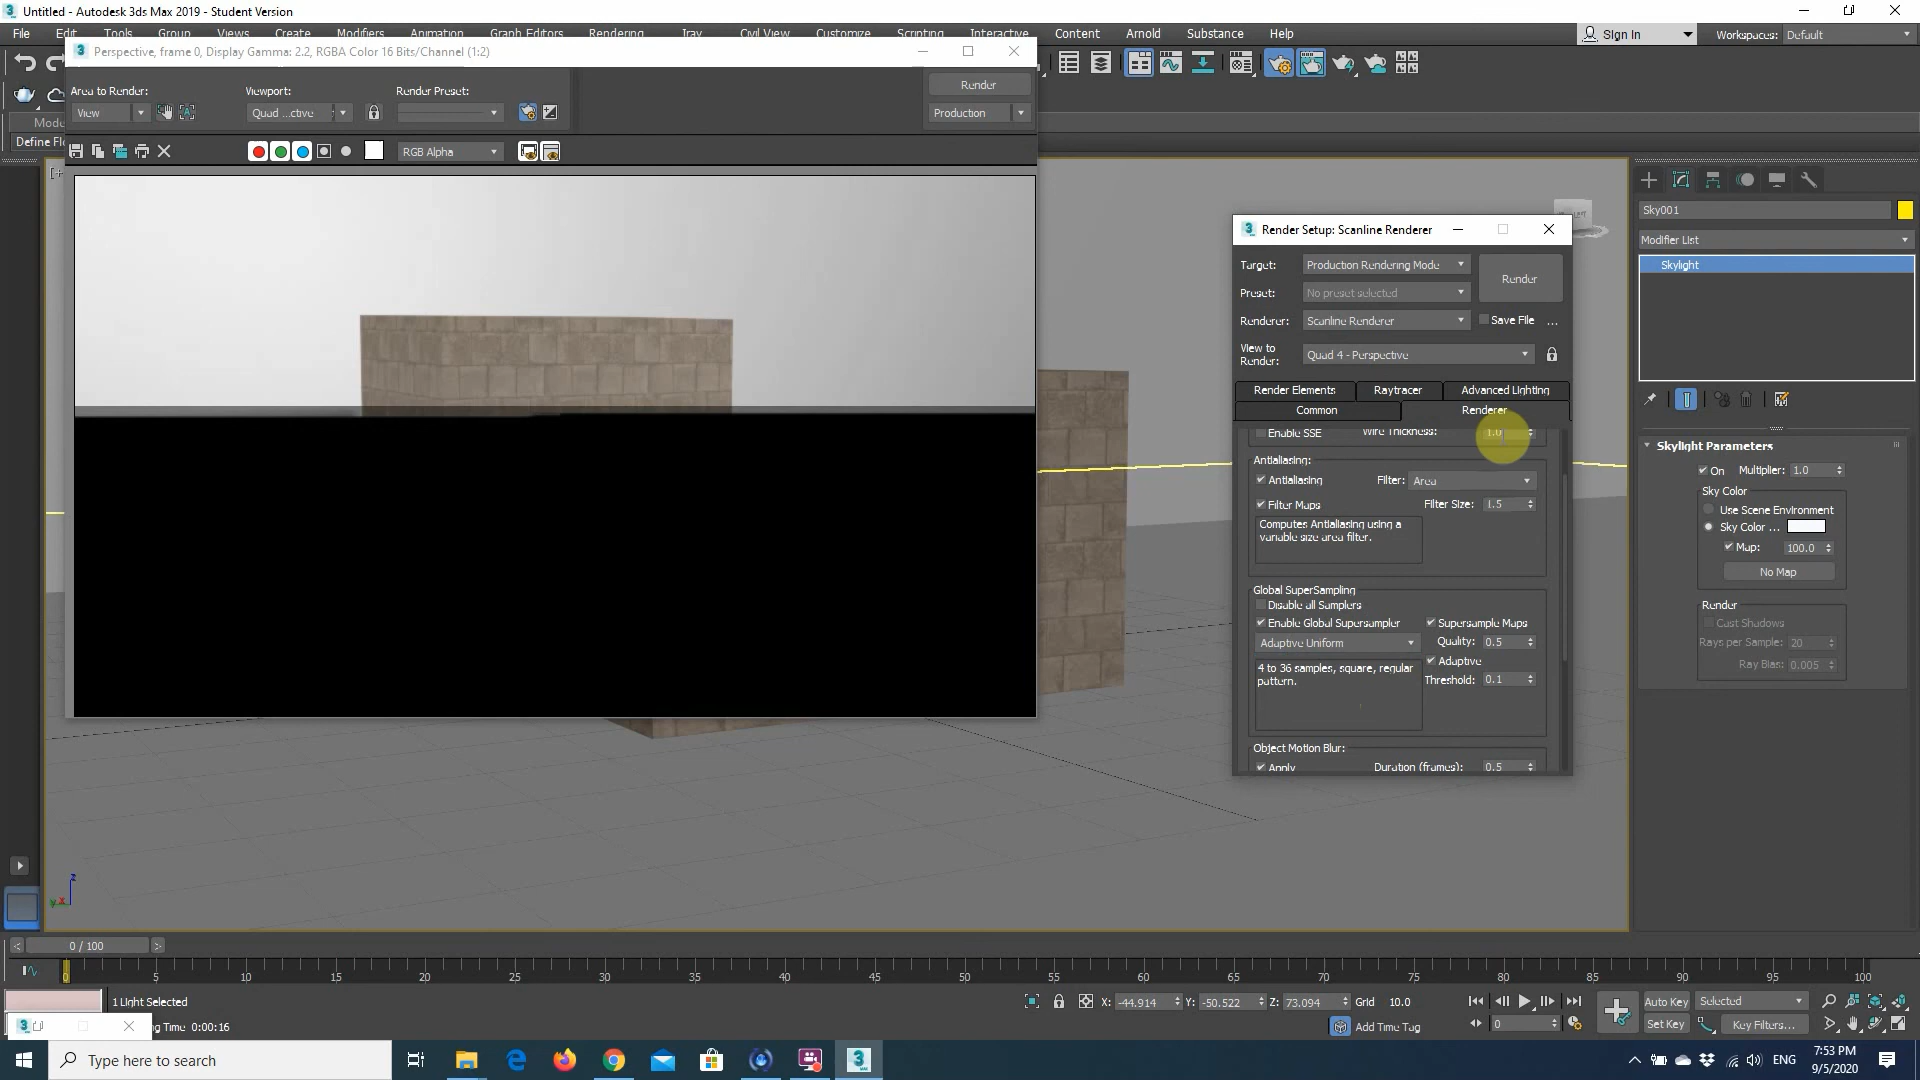 Untitled - Autodesk 3ds Max 2019 - Student Version
File Edit Tools Group Views Create Modifiers Animation Graph Editors Rendering Iray Civil View Customize Scripting Interactive Content Arnold Substance Help
Sign In
Workspaces: Default
Perspective, frame 0, Display Gamma: 2.2, RGBA Color 16 Bits/Channel (1:2)
Area to Render:
Viewport:
Render Preset:
Render
View
Quad ...ctive
Production
Mode
Define Flo
RGB Alpha
[+
Render Setup: Scanline Renderer
Target: Production Rendering Mode
Render
Preset: No preset selected
Renderer: Scanline Renderer
Save File
...
View to
Render:
Quad 4 - Perspective
Render Elements
Raytracer
Advanced Lighting
Common
Renderer
Enable SSE
Wire Thickness: 1.0
Antialiasing:
Antialiasing
Filter: Area
Filter Maps
Filter Size: 1.5
Computes Antialiasing using a
variable size area filter.
Global SuperSampling
Disable all Samplers
Enable Global Supersampler
Supersample Maps
Adaptive Uniform
Quality: 0.5
4 to 36 samples, square, regular
pattern.
Adaptive
Threshold: 0.1
Object Motion Blur:
Apply
Duration (frames): 0.5
Sky001
Modifier List
Skylight
Skylight Parameters
On Multiplier: 1.0
Sky Color
Use Scene Environment
Sky Color ...
Map: 100.0
No Map
Render
Cast Shadows
Rays per Sample: 20
Ray Bias: 0.005
z
y x
< 0 / 100 >
0 5 10 15 20 25 30 35 40 45 50 55 60 65 70 75 80 85 90 95 100
1 Light Selected
X: -44.914 Y: -50.522 Z: 73.094 Grid 10.0
Auto Key Selected
ng Time 0:00:16
Add Time Tag
0
Set Key Key Filters...
Type here to search
ENG
7:53 PM
9/5/2020